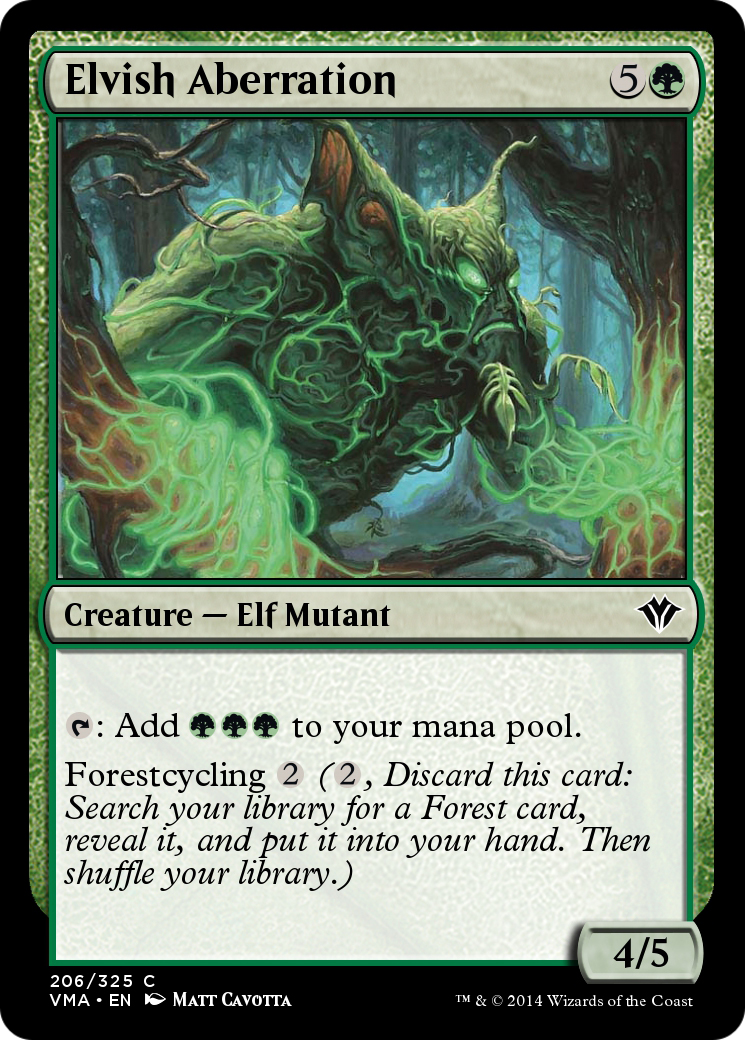 Elvish Aberration 5
Creature — Elf Mutant
: Add to your mana pool.
Forestcycling 2 (2, Discard this card:
Search your library for a Forest card,
reveal it, and put it into your hand. Then
shuffle your library.)
4/5
206/325 C
VMA • EN Matt Cavotta
™ & © 2014 Wizards of the Coast